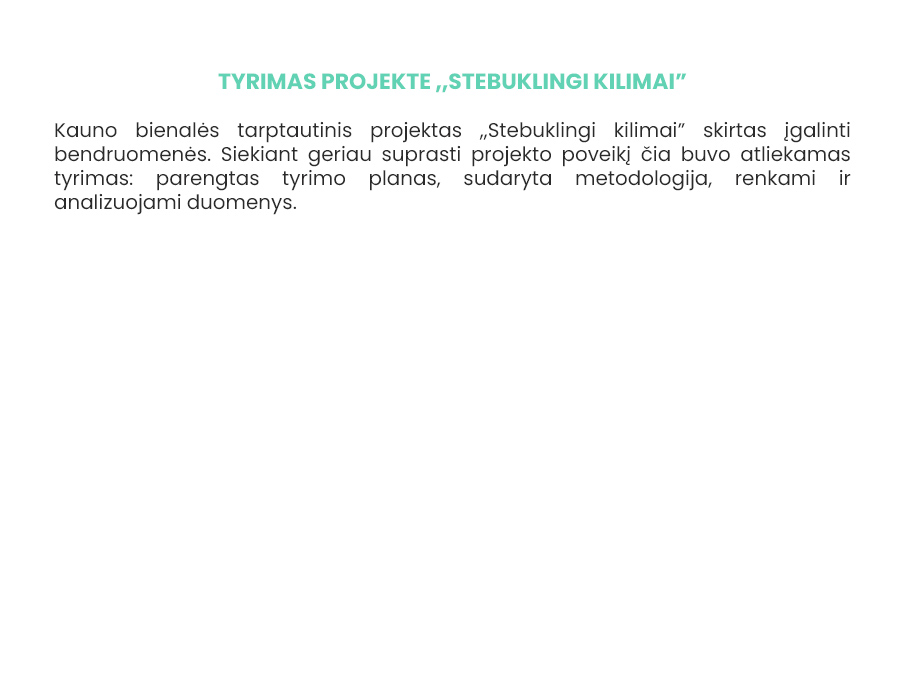 TYRIMAS PROJEKTE ,,STEBUKLINGI KILIMAI”
Kauno bienalės tarptautinis projektas ,,Stebuklingi kilimai” skirtas įgalinti
bendruomenės. Siekiant geriau suprasti projekto poveikį čia buvo atliekamas
tyrimas: parengtas tyrimo planas, sudaryta metodologija, renkami ir
analizuojami duomenys.